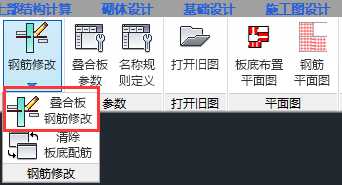 上部结构计算 砌体设计 基础设计 施工图设计
钢筋修改 叠合板 名称规 打开旧图 板底布置 钢筋
参数 则定义 平面图 平面图
参数 打开旧图 平面图
叠合板
钢筋修改
清除
板底配筋
钢筋修改